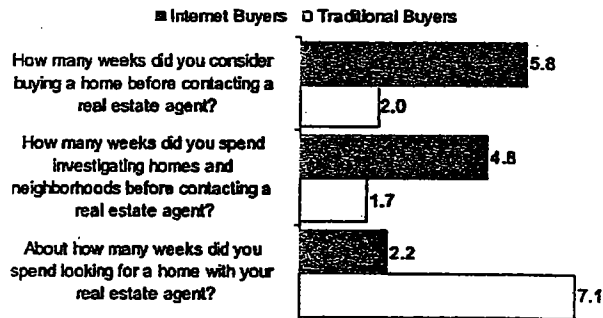 Internet Buyers Traditional Buyers
How many weeks did you consider
buying a home before contacting a
real estate agent?
5.8
2.0
How many weeks did you spend
investigating homes and
neighborhoods before contacting a
real estate agent?
4.8
1.7
About how many weeks did you
spend looking for a home with your
real estate agent?
2.2
7.1